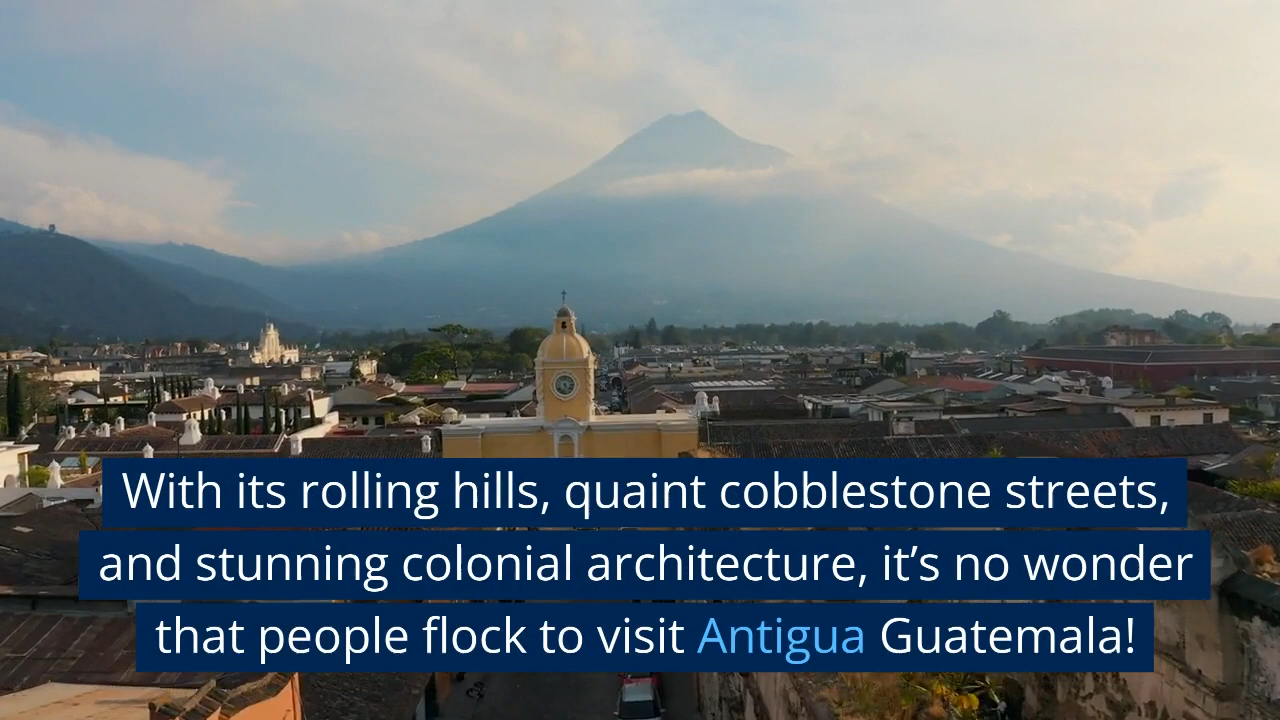 With its rolling hills, quaint cobblestone streets,
and stunning colonial architecture, it’s no wonder
that people flock to visit Antigua Guatemala!